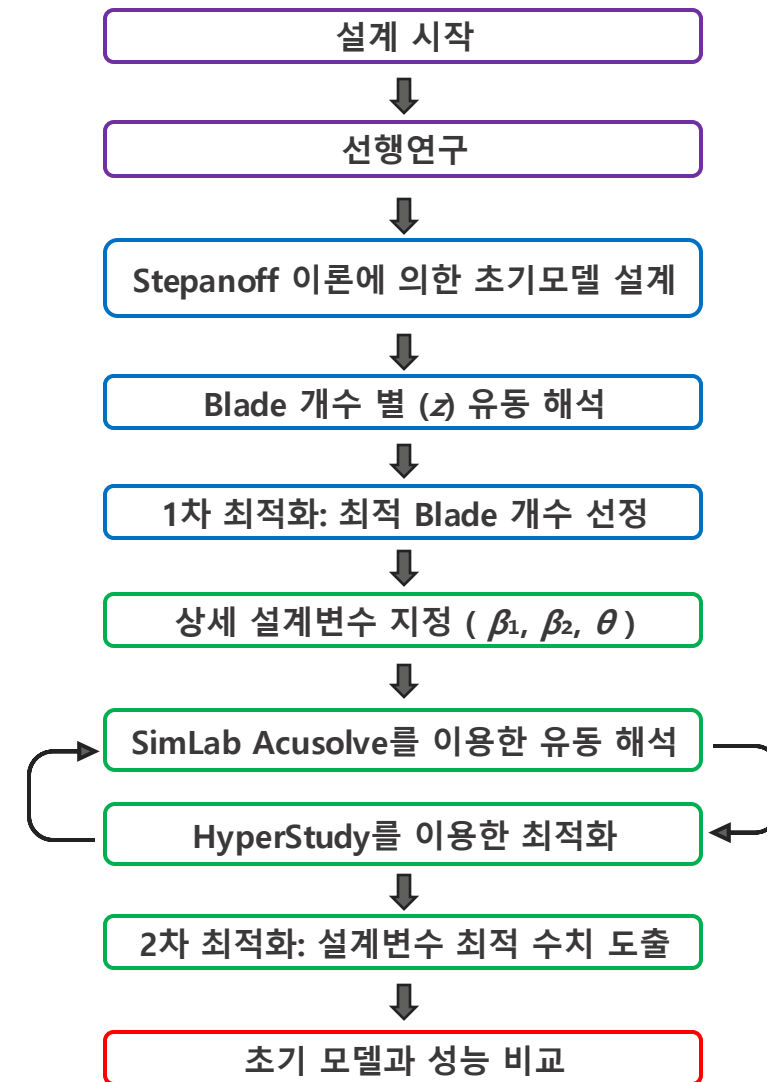 설계 시작
선행연구
Stepanoff 이론에 의한 초기모델 설계
Blade 개수 별 (z) 유동 해석
1차 최적화: 최적 Blade 개수 선정
상세 설계변수 지정 ( β₁, β₂, θ )
SimLab Acusolve를 이용한 유동 해석
HyperStudy를 이용한 최적화
2차 최적화: 설계변수 최적 수치 도출
초기 모델과 성능 비교